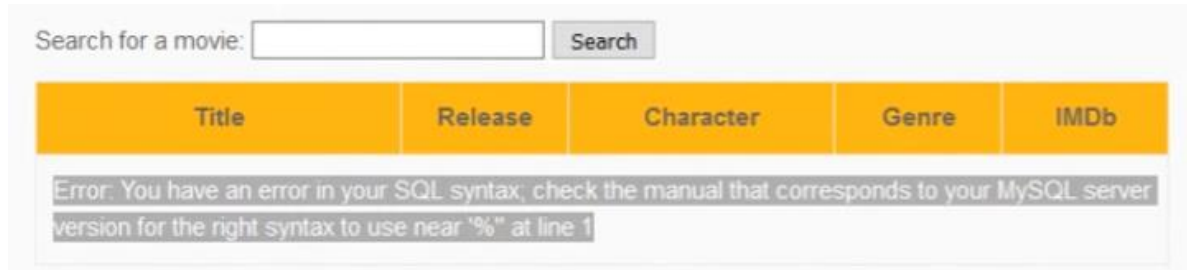 Search for a movie: Search
Title Release Character Genre IMDb
Error: You have an error in your SQL syntax; check the manual that corresponds to your MySQL server
version for the right syntax to use near '%'' at line 1